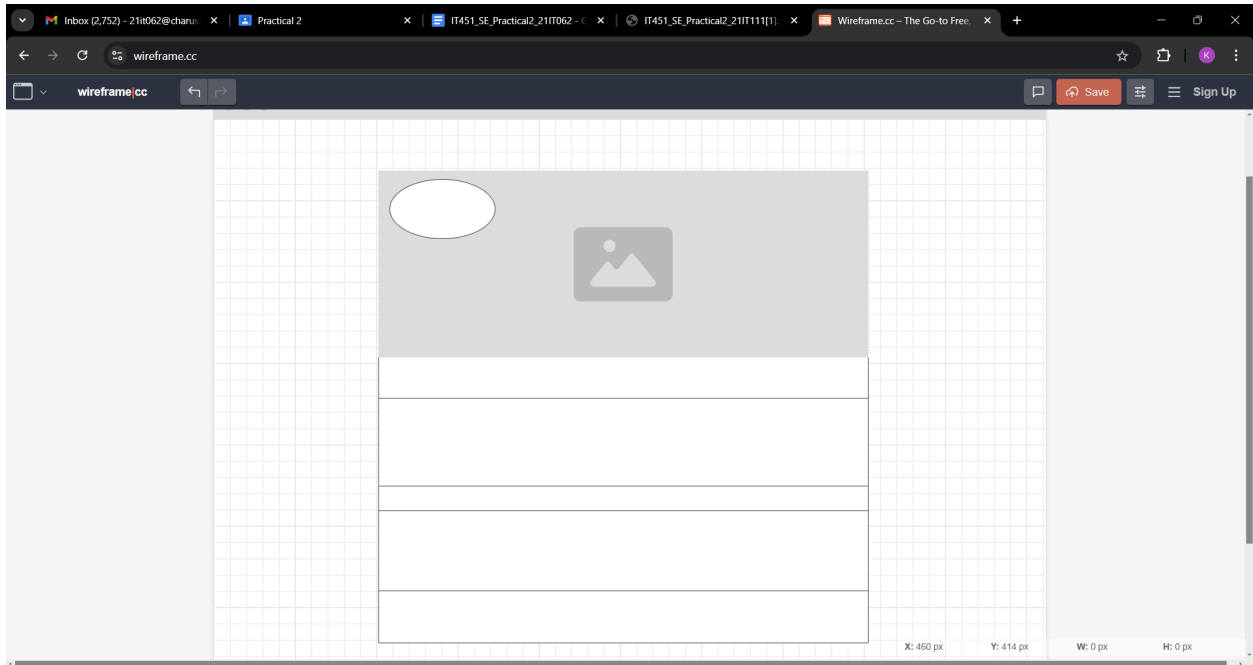 Inbox (2,752) - 21it062@charus
Practical 2
IT451_SE_Practical2_21IT062 - G
IT451_SE_Practical2_21IT111[1].
Wireframe.cc – The Go-to Free,
wireframe.cc
K
wireframe|cc
Save
Sign Up
X: 460 px Y: 414 px W: 0 px H: 0 px